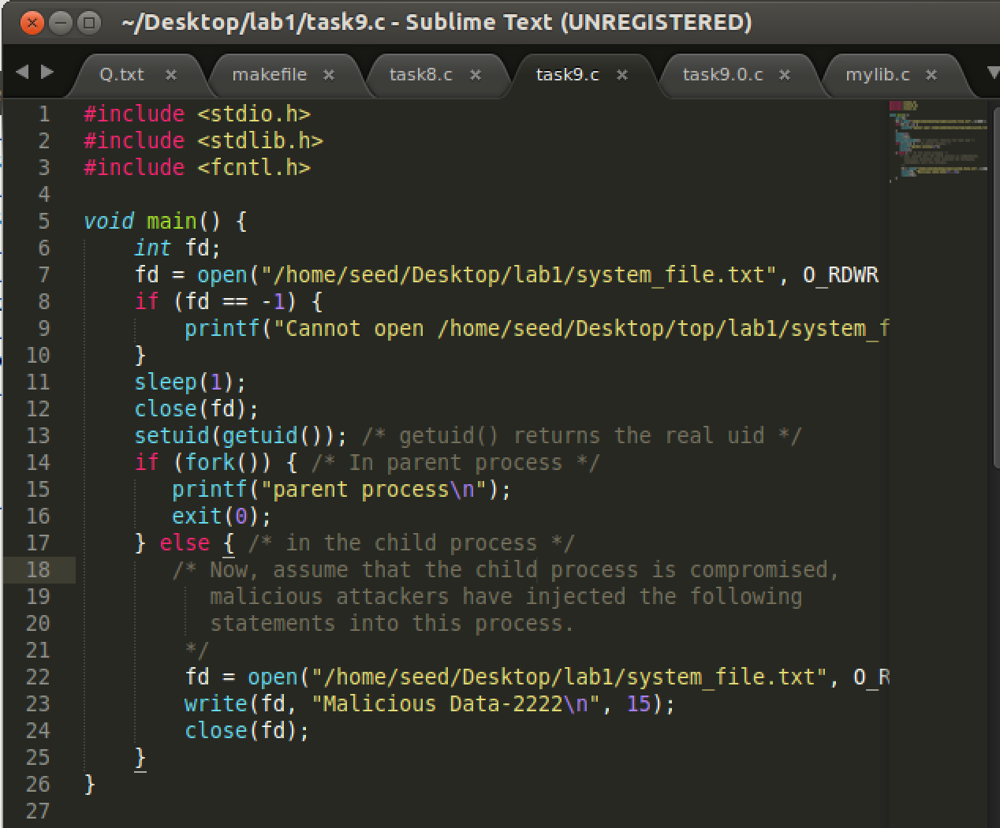 ~/Desktop/lab1/task9.c - Sublime Text (UNREGISTERED)
Q.txt × makefile × task8.c × task9.c × task9.0.c × mylib.c ×
1 #include <stdio.h>
2 #include <stdlib.h>
3 #include <fcntl.h>
4
5 void main() {
6 int fd;
7 fd = open("/home/seed/Desktop/lab1/system_file.txt", O_RDWR
8 if (fd == -1) {
9 printf("Cannot open /home/seed/Desktop/top/lab1/system_f
10 }
11 sleep(1);
12 close(fd);
13 setuid(getuid()); /* getuid() returns the real uid */
14 if (fork()) { /* In parent process */
15 printf("parent process\n");
16 exit(0);
17 } else { /* in the child process */
18 /* Now, assume that the child process is compromised,
19 malicious attackers have injected the following
20 statements into this process.
21 */
22 fd = open("/home/seed/Desktop/lab1/system_file.txt", O_R
23 write(fd, "Malicious Data-2222\n", 15);
24 close(fd);
25 }
26 }
27